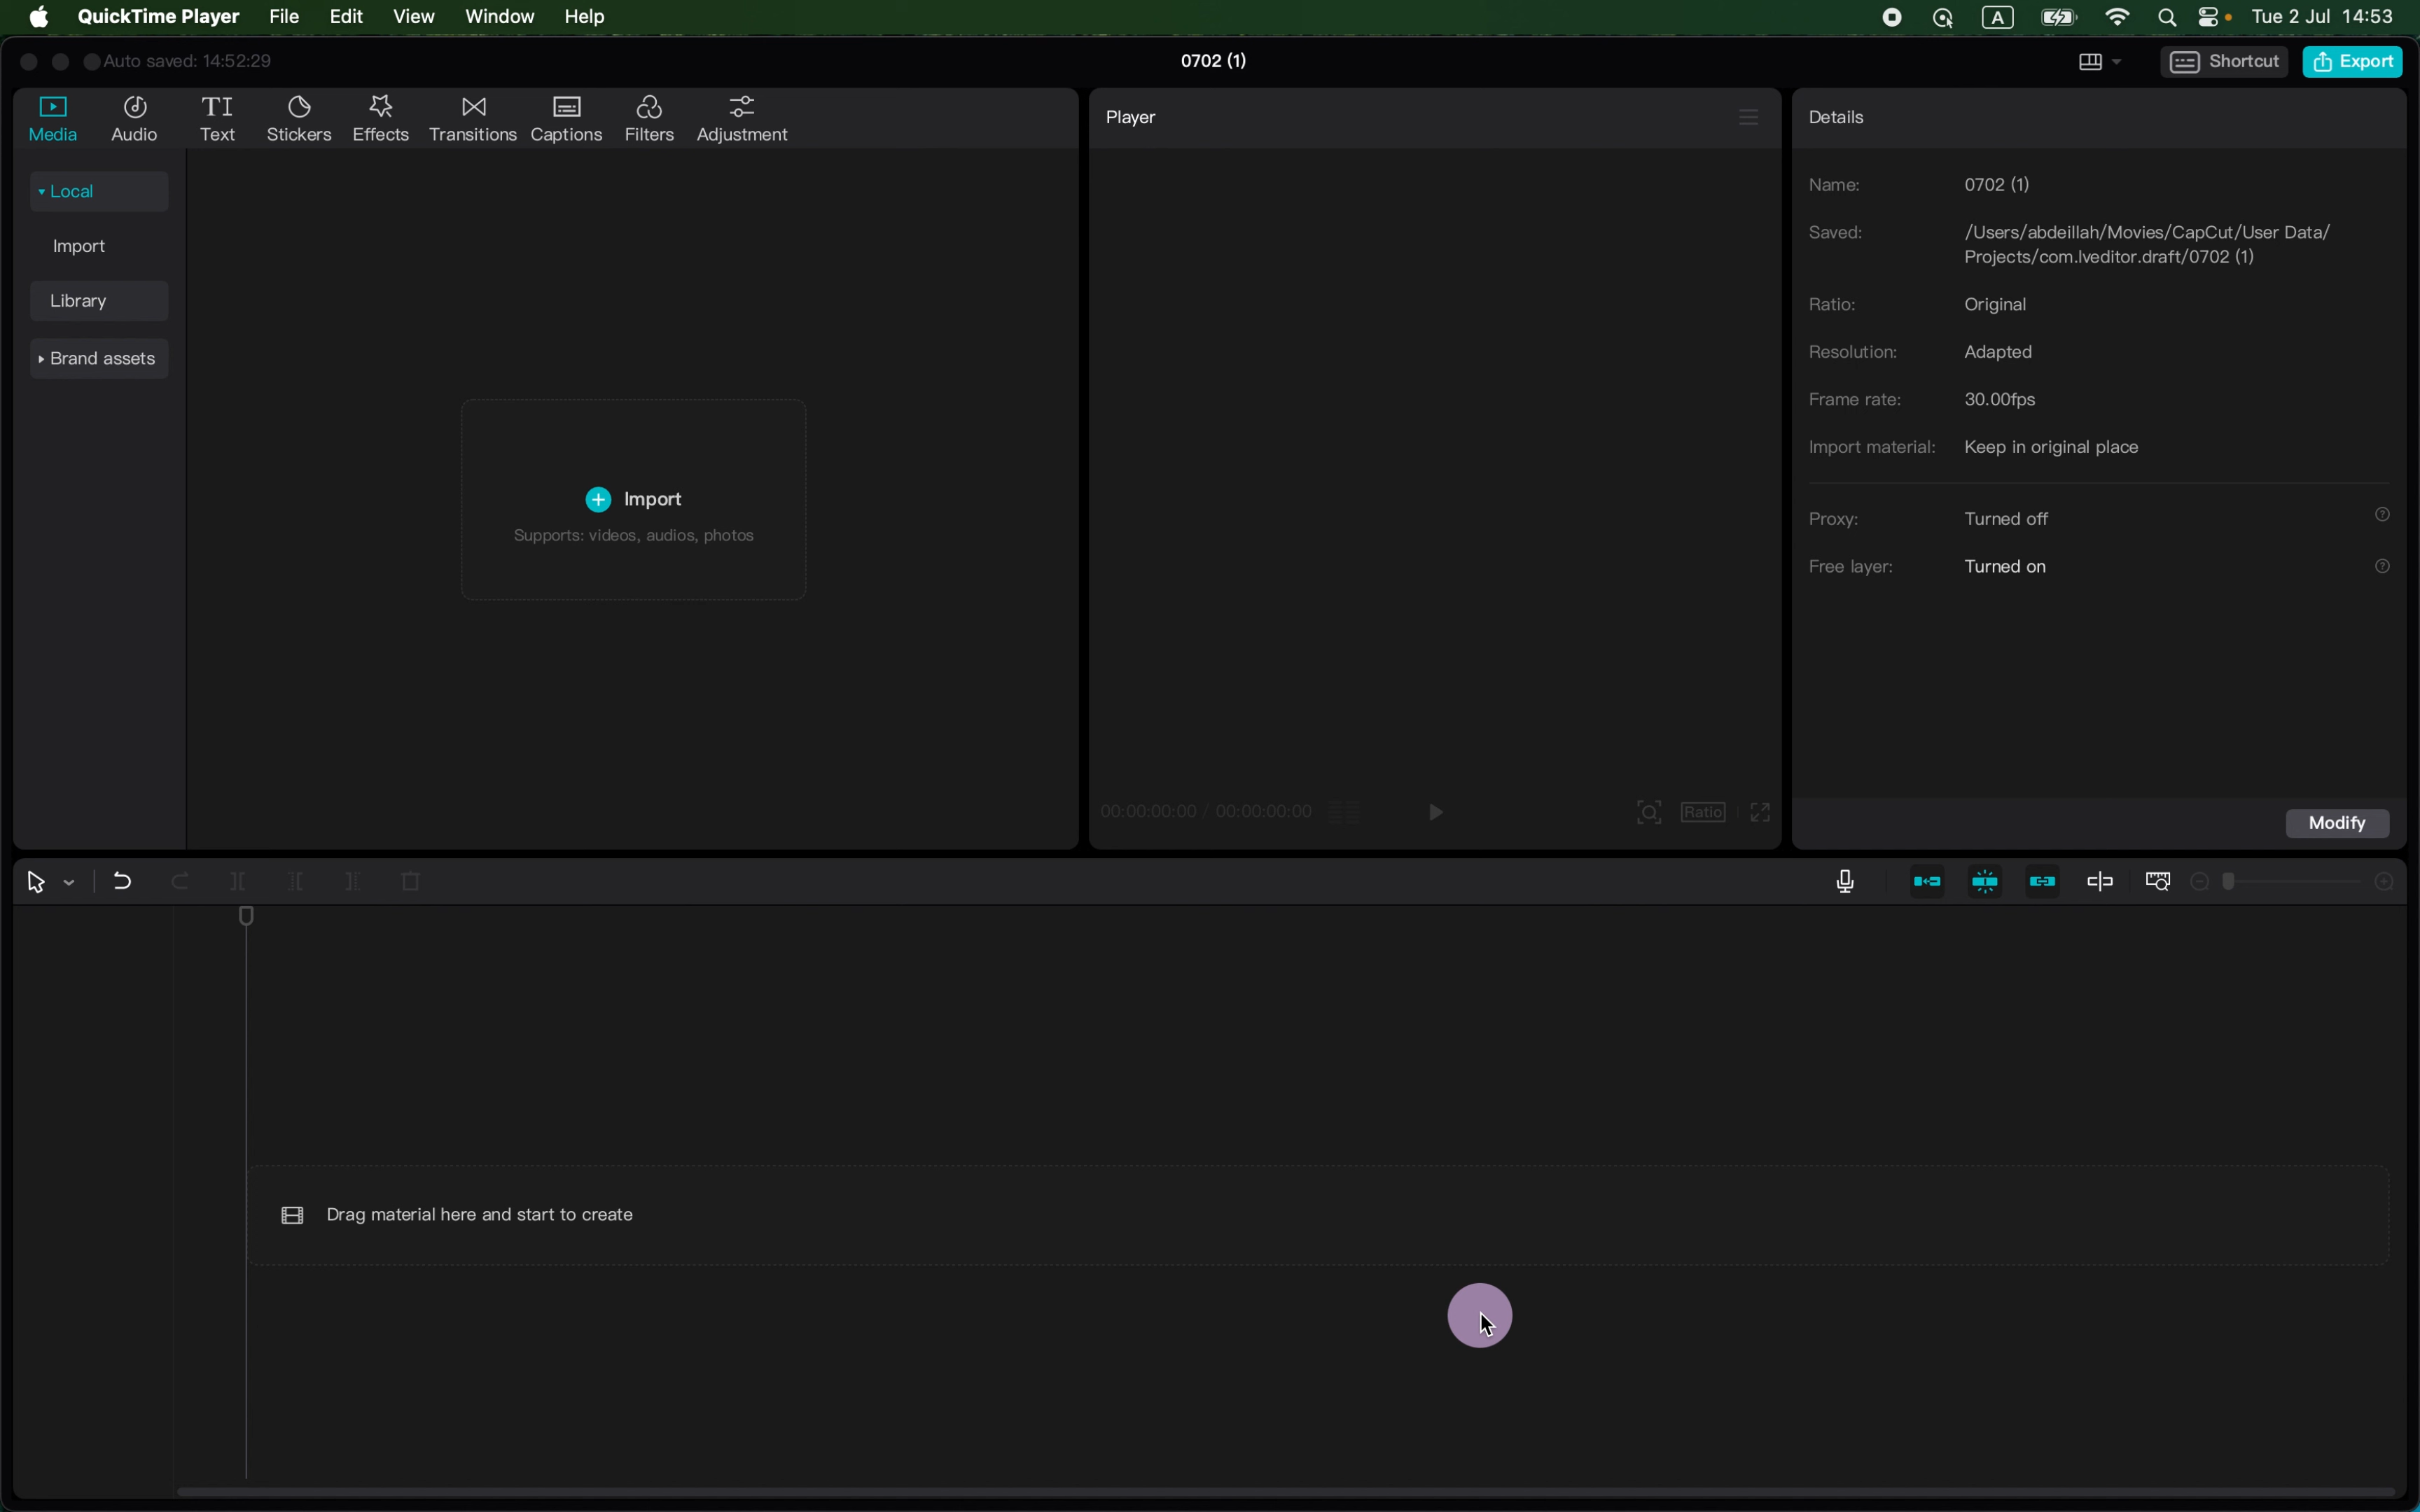 QuickTime Player File Edit View Window Help A Tue 2 Jul 14:53
Auto saved: 14:52:29 0702 (1) Shortcut Export
Media Audio Text Stickers Effects Transitions Captions Filters Adjustment
Local
Import
Library
Brand assets
Import
Supports: videos, audios, photos
Player
00:00:00:00 / 00:00:00:00 Ratio
Details
Name: 0702 (1)
Saved: /Users/abdeillah/Movies/CapCut/User Data/
Projects/com.lveditor.draft/0702 (1)
Ratio: Original
Resolution: Adapted
Frame rate: 30.00fps
Import material: Keep in original place
Proxy: Turned off
Free layer: Turned on
Modify
Drag material here and start to create